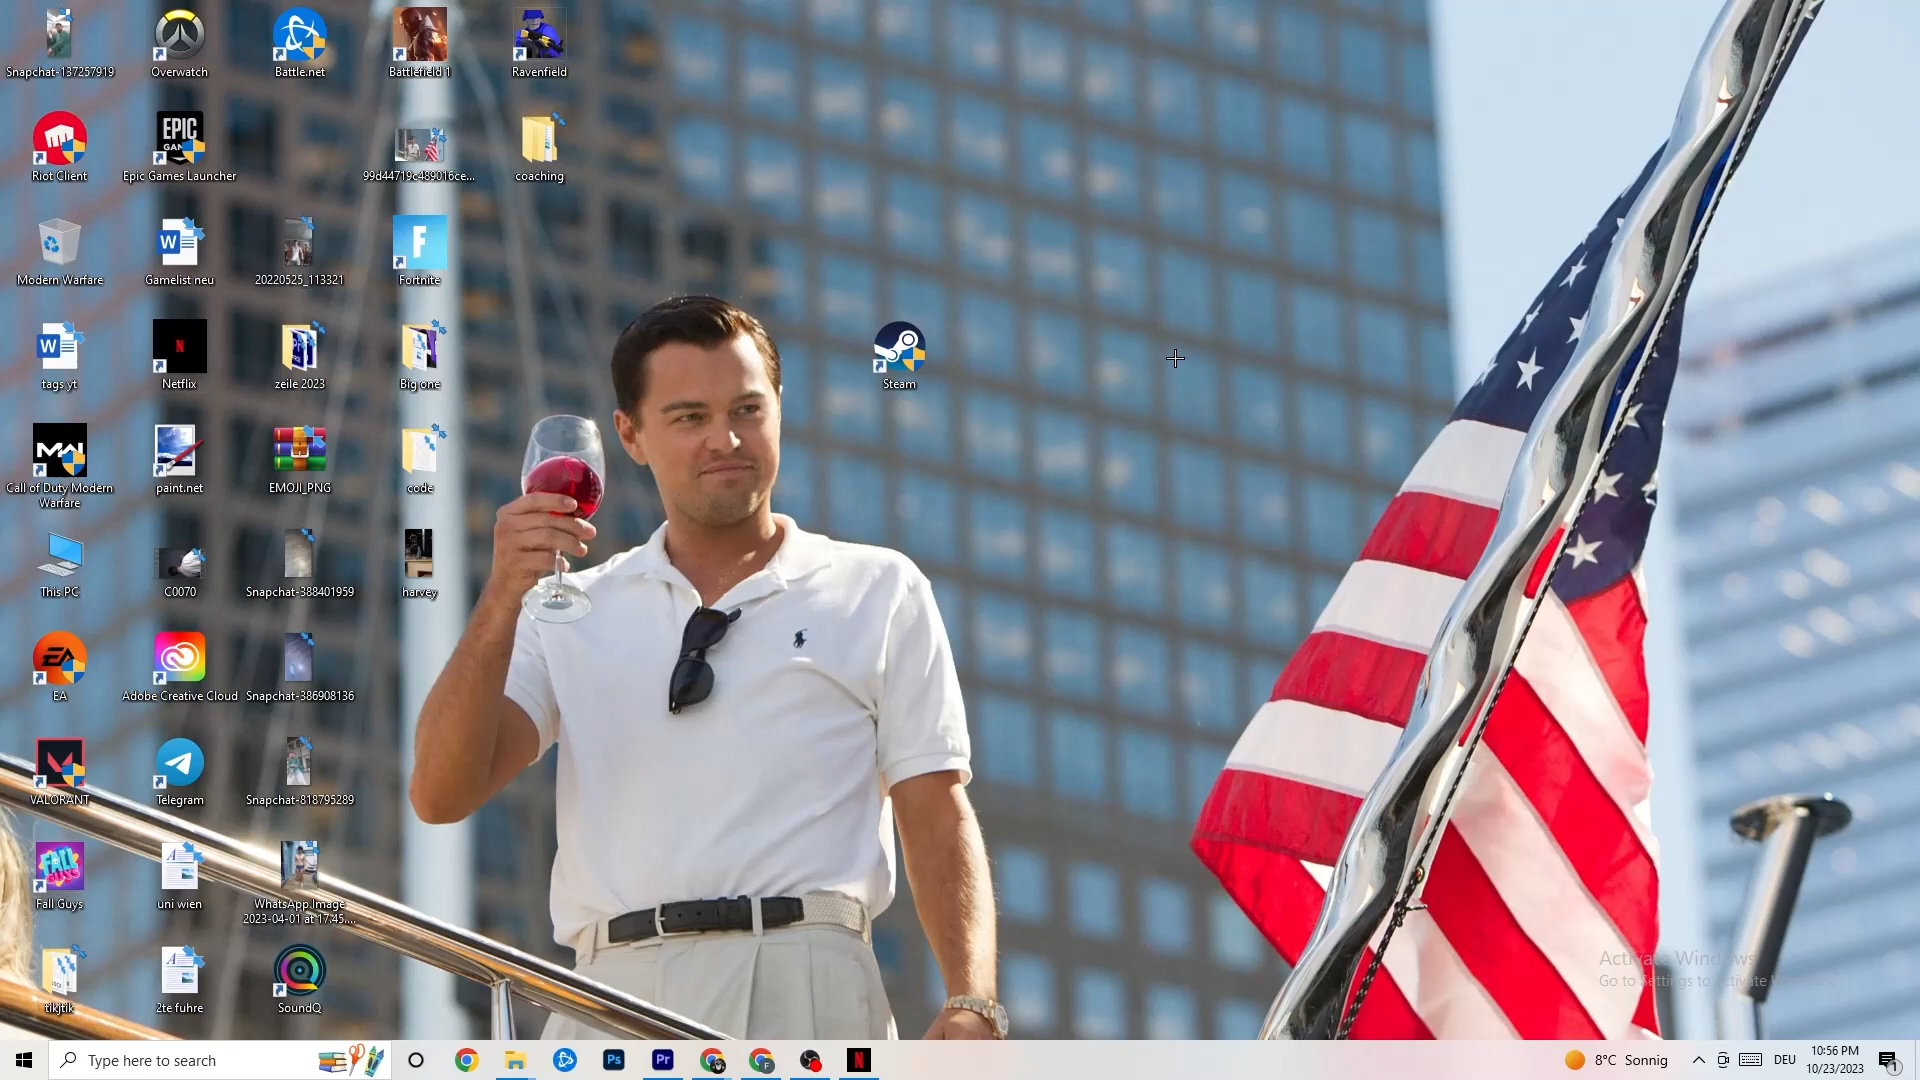 Snapchat-137257919
Overwatch
Battle.net
Battlefield 1
Ravenfield
Riot Client
EPIC
GAM
Epic Games Launcher
99d44719c489016ce...
coaching
Modern Warfare
Gamelist neu
20220525_113321
Fortnite
tags yt
Netflix
zeile 2023
Big one
Steam
Call of Duty Modern
Warfare
paint.net
EMOJI_PNG
code
This PC
C0070
Snapchat-388401959
harvey
EA
Adobe Creative Cloud
Snapchat-386908136
VALORANT
Telegram
Snapchat-818795289
Fall Guys
uni wien
WhatsApp Image
2023-04-01 at 17.45....
tikjtik
2te fuhre
SoundQ
Activate Windows
Go to Settings to activate W
Type here to search
8°C Sonnig
DEU
10:56 PM
10/23/2023